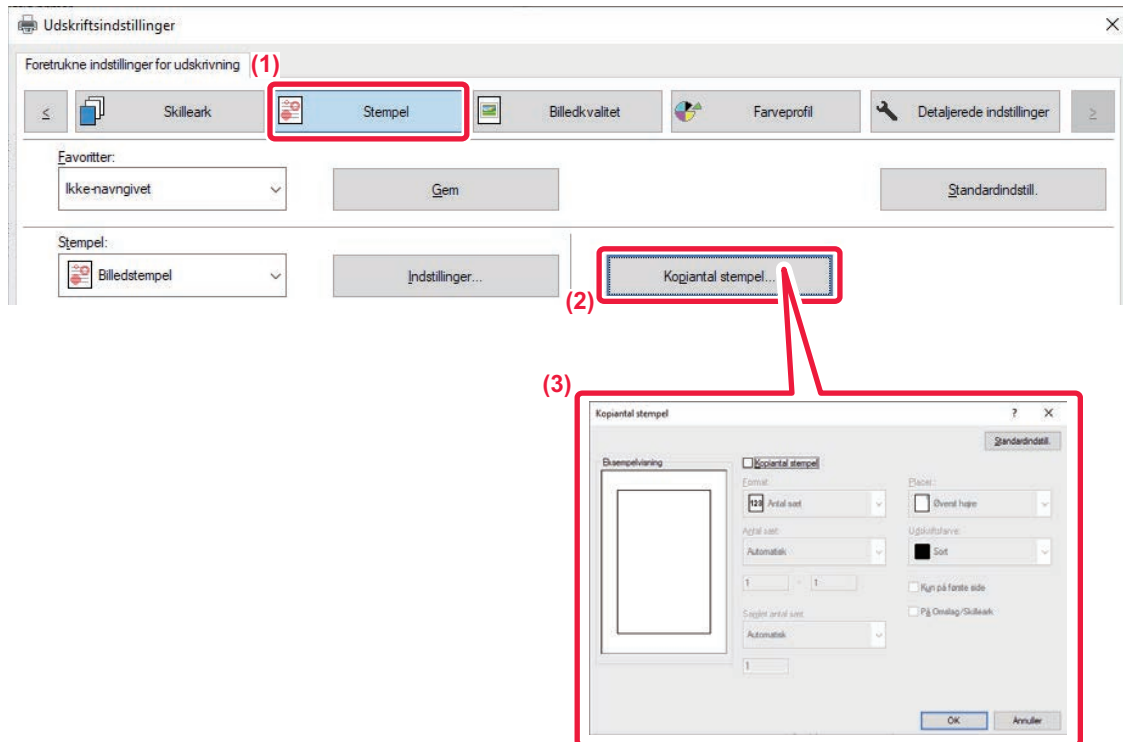 Udskriftsindstillinger
Foretrukne indstillinger for udskrivning
(1)
≤ Skilleark Stempel Billedkvalitet Farveprofil Detaljerede indstillinger ≥
Favoritter:
Ikke-navngivet Gem Standardindstill.
Stempel:
Billedstempel Indstillinger... Kopiantal stempel...
(2)
(3)
Kopiantal stempel ? X
Standardindstill.
Eksempelvisning Kopiantal stempel
Format: Placer.:
123 Antal sæt Øverst højre
Antal sæt: Udskriftsfarve:
Automatisk Sort
1 - 1 Kun på første side
Samlet antal sæt: På Omslag/Skilleark
Automatisk
1
OK Annuller